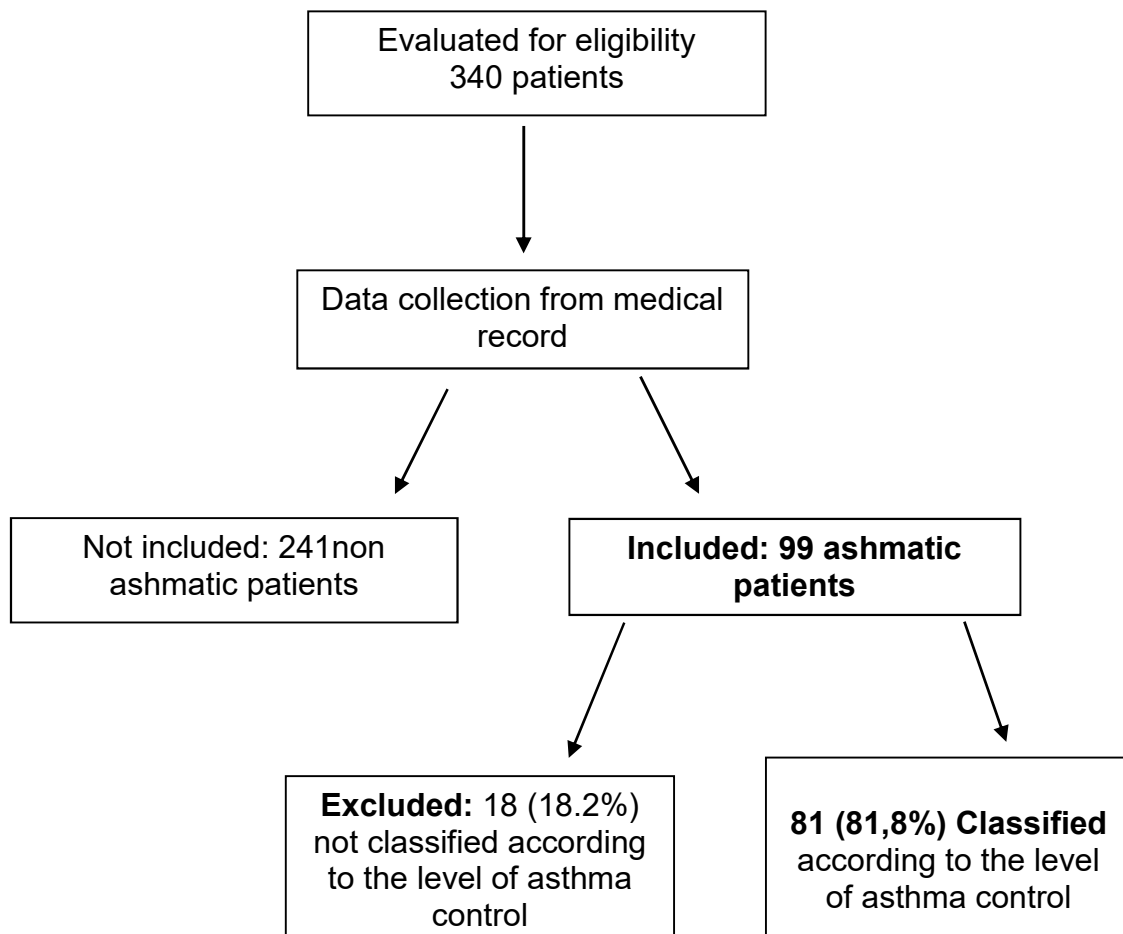 Evaluated for eligibility
340 patients
Data collection from medical
record
Not included: 241non
ashmatic patients
Included: 99 ashmatic
patients
Excluded: 18 (18.2%)
not classified according
to the level of asthma
control
81 (81,8%) Classified
according to the level
of asthma control